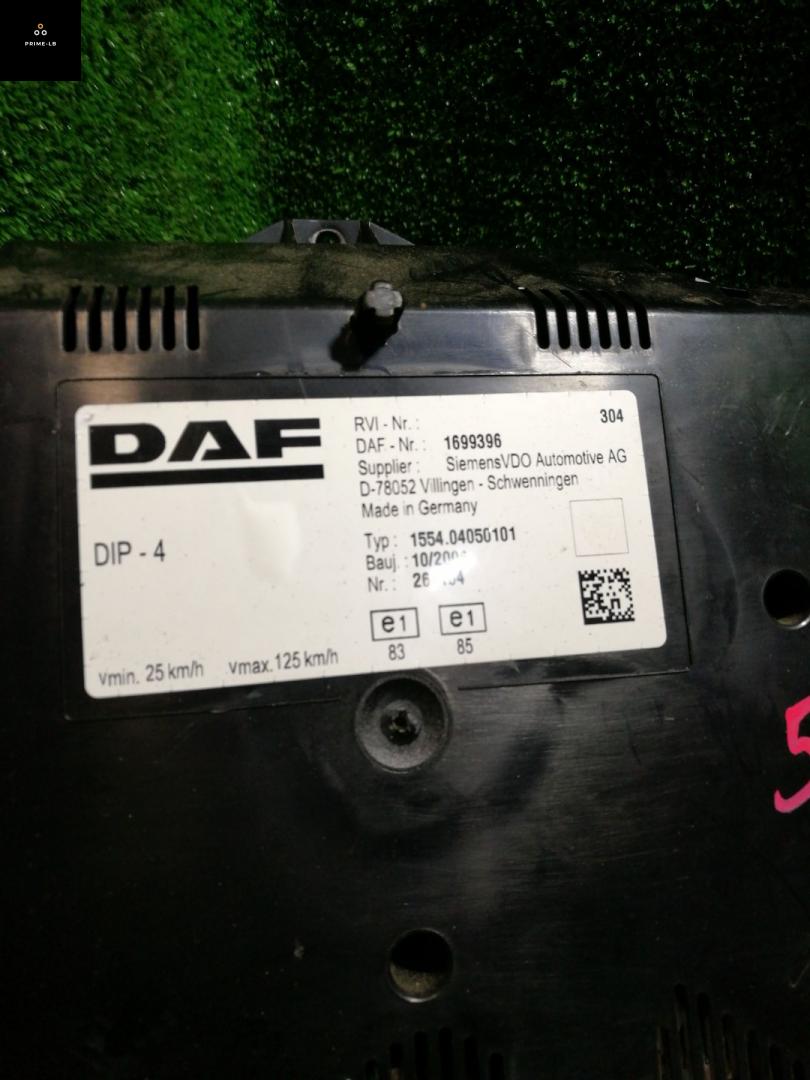 PRIME-LB
DAF
DIP - 4
vmin. 25 km/h vmax. 125 km/h
RVI - Nr. :
304
DAF - Nr. : 1699396
Supplier : SiemensVDO Automotive AG
D-78052 Villingen - Schwenningen
Made in Germany
Typ : 1554.04050101
Bauj. :
Nr. :
e1 e1
83 85
5